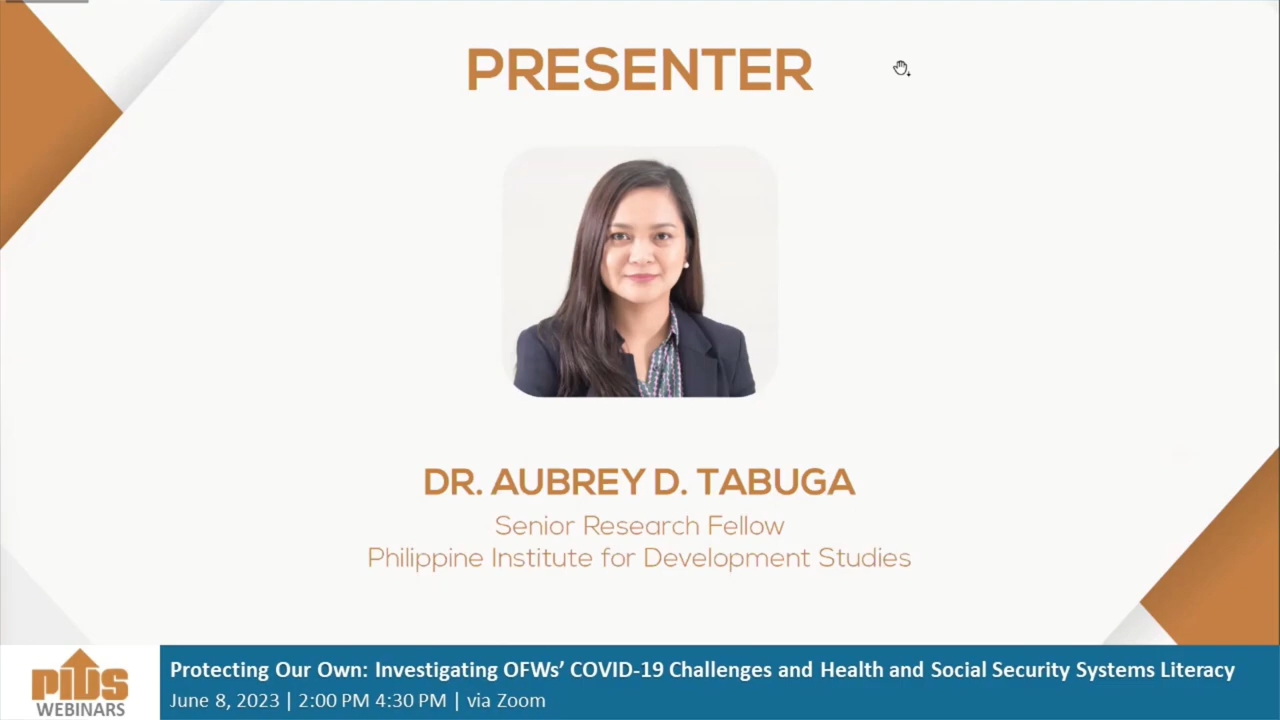 PRESENTER
DR. AUBREY D. TABUGA
Senior Research Fellow
Philippine Institute for Development Studies
PIDS
WEBINARS
Protecting Our Own: Investigating OFWs' COVID-19 Challenges and Health and Social Security Systems Literacy
June 8, 2023 | 2:00 PM 4:30 PM | via Zoom